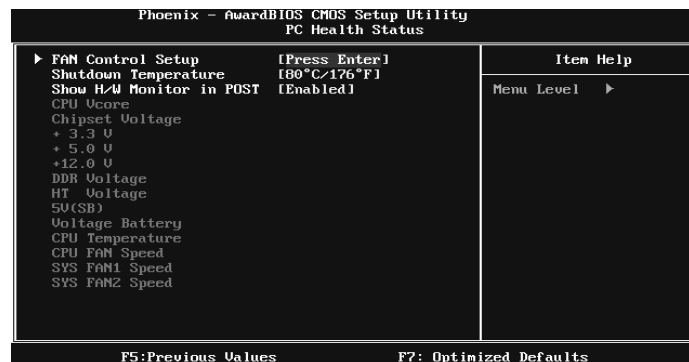 Phoenix - AwardBIOS CMOS Setup Utility
PC Health Status
FAN Control Setup [Press Enter]
Shutdown Temperature [80°C/176°F]
Show H/W Monitor in POST [Enabled]
CPU Vcore
Chipset Voltage
+ 3.3 V
+ 5.0 V
+12.0 V
DDR Voltage
HT Voltage
5V(SB)
Voltage Battery
CPU Temperature
CPU FAN Speed
SYS FAN1 Speed
SYS FAN2 Speed
Item Help
Menu Level
F5:Previous Values F7: Optimized Defaults